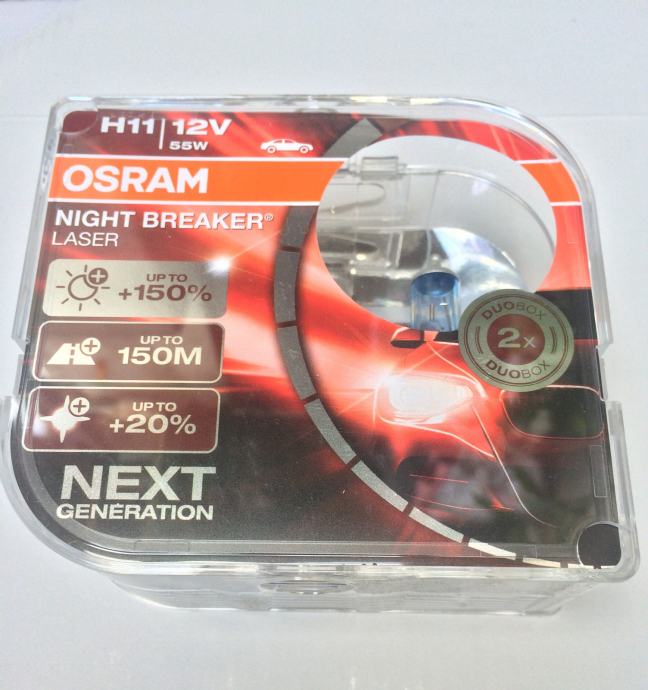 H11 | 12V
55W
OSRAM
NIGHT BREAKER®
LASER
UP TO
+150%
UP TO
150M
UP TO
+20%
NEXT
GENERATION
DUOBOX
2x
DUOBOX